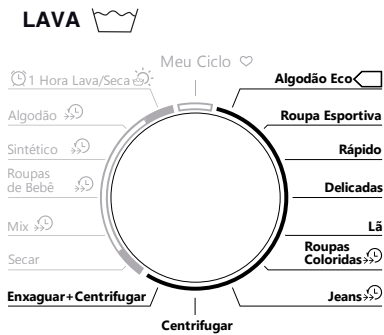 LAVA
Meu Ciclo
1 Hora Lava/Seca
Algodão Eco
Algodão
Roupa Esportiva
Sintético
Rápido
Roupas
de Bebê
Delicadas
Mix
Lã
Secar
Roupas
Coloridas
Enxaguar+Centrifugar
Jeans
Centrifugar